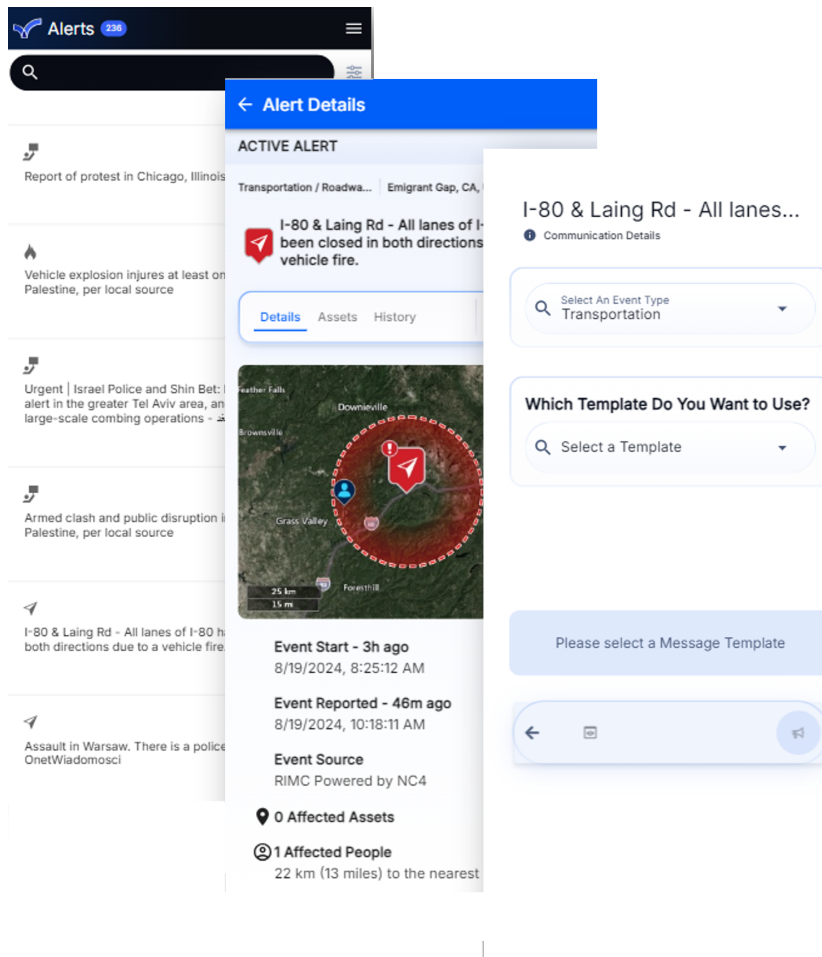 Alerts 236
Report of protest in Chicago, Illinois
Vehicle explosion injures at least on
Palestine, per local source
Urgent | Israel Police and Shin Bet:
alert in the greater Tel Aviv area, an
large-scale combing operations -
Armed clash and public disruption i
Palestine, per local source
I-80 & Laing Rd - All lanes of I-80 h
both directions due to a vehicle fire.
Assault in Warsaw. There is a police
OnetWiadomosci
Alert Details
ACTIVE ALERT
Transportation / Roadwa... Emigrant Gap, CA,
I-80 & Laing Rd - All lanes of I-
been closed in both directions
vehicle fire.
Details Assets History
Feather Falls
Downieville
Brownsville
Grass Valley
Foresthill
25 km
15 mi
Event Start - 3h ago
8/19/2024, 8:25:12 AM
Event Reported - 46m ago
8/19/2024, 10:18:11 AM
Event Source
RIMC Powered by NC4
0 Affected Assets
1 Affected People
22 km (13 miles) to the nearest
I-80 & Laing Rd - All lanes...
Communication Details
Select An Event Type
Transportation
Which Template Do You Want to Use?
Select a Template
Please select a Message Template